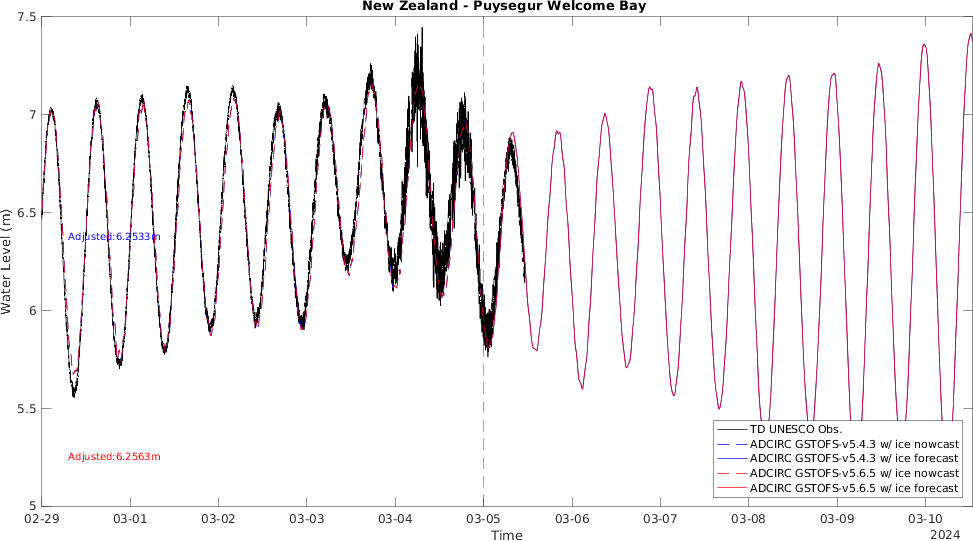 New Zealand - Puysegur Welcome Bay
7.5
7
6.5
6
5.5
5
Water Level (m)
Adjusted:6.2533m
Adjusted:6.2563m
TD UNESCO Obs.
ADCIRC GSTOFS-v5.4.3 w/ ice nowcast
ADCIRC GSTOFS-v5.4.3 w/ ice forecast
ADCIRC GSTOFS-v5.6.5 w/ ice nowcast
ADCIRC GSTOFS-v5.6.5 w/ ice forecast
02-29 03-01 03-02 03-03 03-04 03-05 03-06 03-07 03-08 03-09 03-10
Time
2024